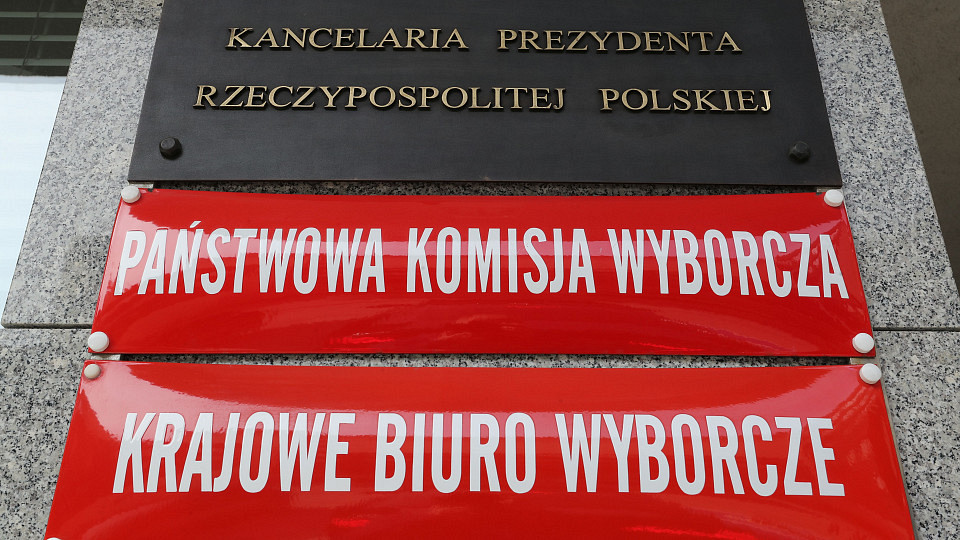 KANCELARIA PREZYDENTA
RZECZYPOSPOLITEJ POLSKIEJ
PAŃSTWOWA KOMISJA WYBORCZA
KRAJOWE BIURO WYBORCZE